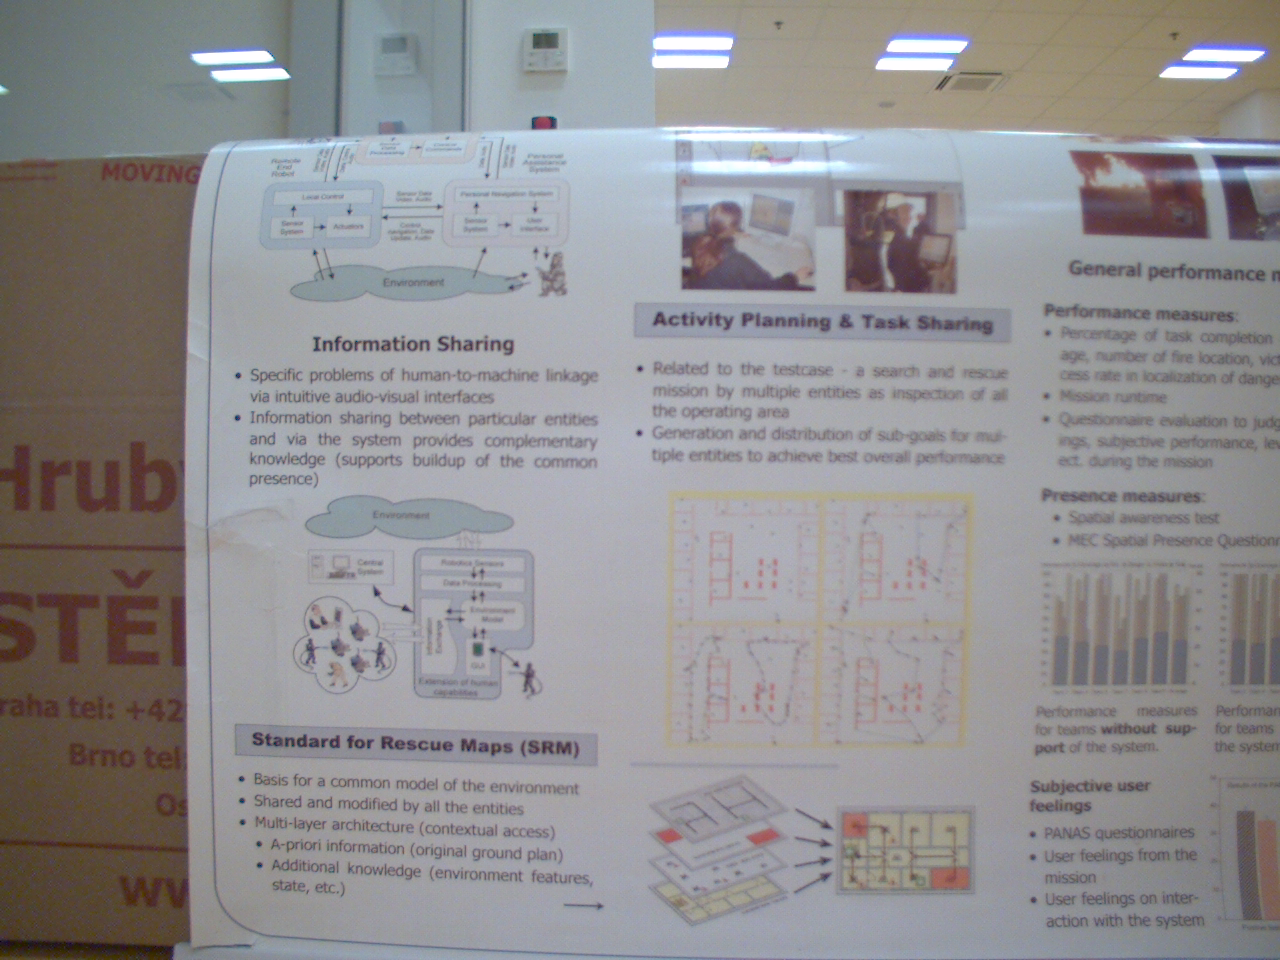 MOVING
Hrub
STĚ
raha tel: +42
Brno tel:
Os
Remote
End
Robot
Personal
Assistance
System
Local Control
Sensor
System
Actuators
Sensor Data
Video, Audio
Control,
navigation, Data
Update, Audio
Personal Navigation System
Sensor
System
User
Interface
Environment
Information Sharing
• Specific problems of human-to-machine linkage
via intuitive audio-visual interfaces
• Information sharing between particular entities
and via the system provides complementary
knowledge (supports buildup of the common
presence)
Environment
Central
System
Robotics Sensors
Data Processing
Environment
Model
Information
Exchange
GUI
Extension of human
capabilities
Standard for Rescue Maps (SRM)
• Basis for a common model of the environment
• Shared and modified by all the entities
• Multi-layer architecture (contextual access)
• A-priori information (original ground plan)
• Additional knowledge (environment features,
state, etc.)
Activity Planning & Task Sharing
• Related to the testcase - a search and rescue
mission by multiple entities as inspection of all
the operating area
• Generation and distribution of sub-goals for mul-
tiple entities to achieve best overall performance
General performance
Performance measures:
• Percentage of task completion
age, number of fire location, vict
cess rate in localization of dange
• Mission runtime
• Questionnaire evaluation to judg
ings, subjective performance, le
ect. during the mission
Presence measures:
• Spatial awareness test
• MEC Spatial Presence Questionn
Performance measures
for teams without sup-
port of the system.
Performan
for teams
the system
Subjective user
feelings
• PANAS questionnaires
• User feelings from the
mission
• User feelings on inter-
action with the system